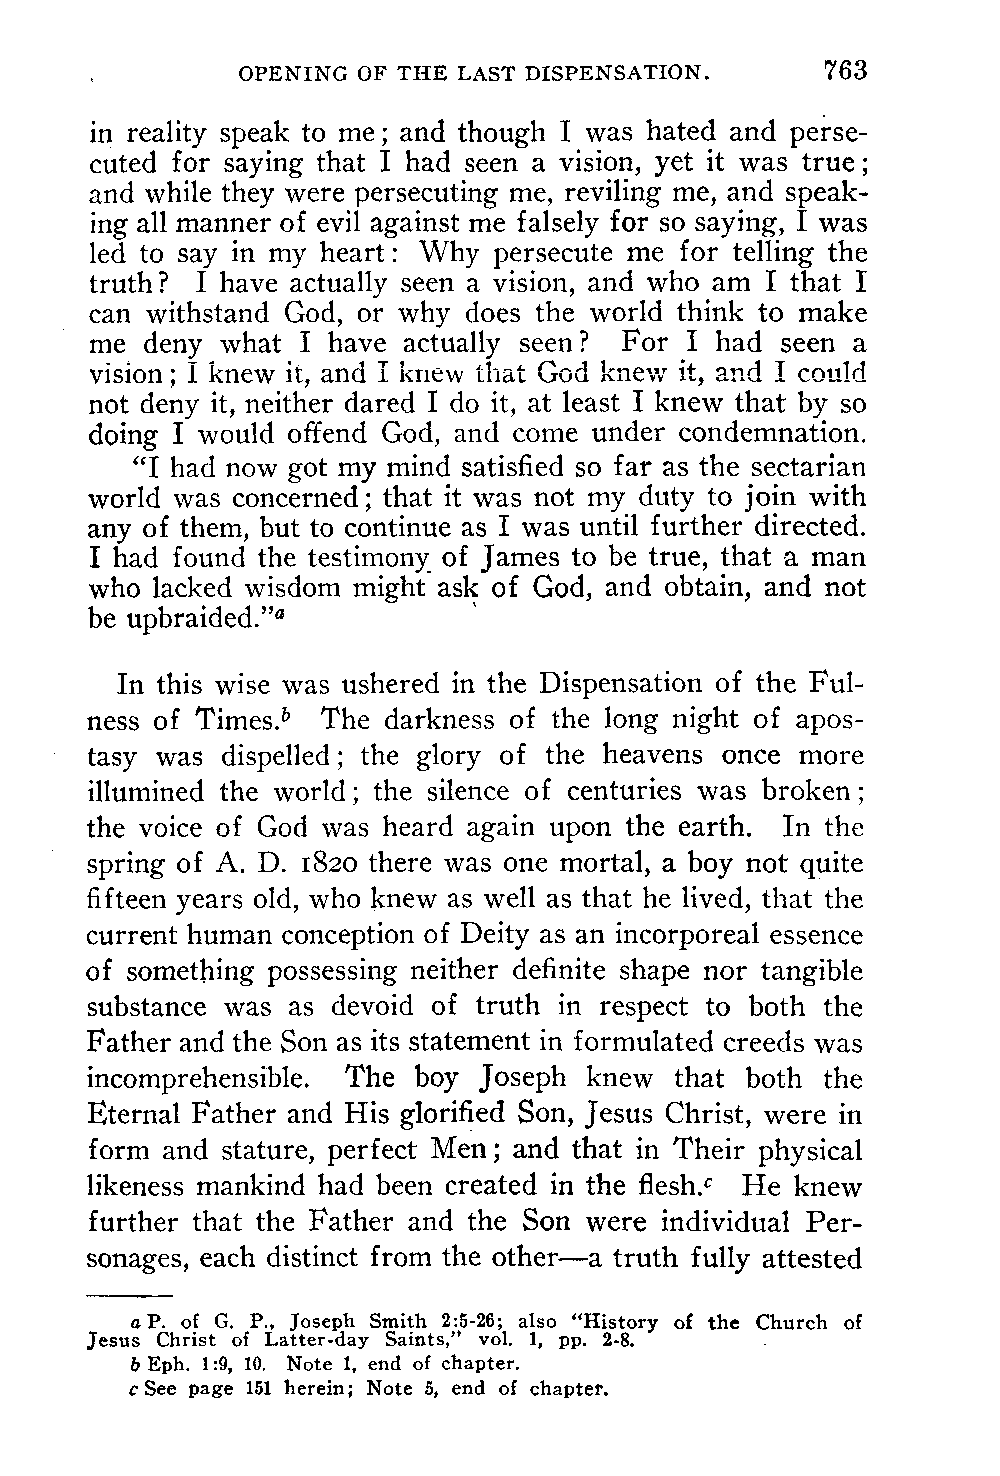 OPENING OF THE LAST DISPENSATION. 763
in reality speak to me; and though I was hated and perse-
cuted for saying that I had seen a vision, yet it was true;
and while they were persecuting me, reviling me, and speak-
ing all manner of evil against me falsely for so saying, I was
led to say in my heart: Why persecute me for telling the
truth? I have actually seen a vision, and who am I that I
can withstand God, or why does the world think to make
me deny what I have actually seen? For I had seen a
vision; I knew it, and I knew that God knew it, and I could
not deny it, neither dared I do it, at least I knew that by so
doing I would offend God, and come under condemnation.
"I had now got my mind satisfied so far as the sectarian
world was concerned; that it was not my duty to join with
any of them, but to continue as I was until further directed.
I had found the testimony of James to be true, that a man
who lacked wisdom might ask of God, and obtain, and not
be upbraided."a
In this wise was ushered in the Dispensation of the Ful-
ness of Times.b The darkness of the long night of apos-
tasy was dispelled; the glory of the heavens once more
illumined the world; the silence of centuries was broken;
the voice of God was heard again upon the earth. In the
spring of A. D. 1820 there was one mortal, a boy not quite
fifteen years old, who knew as well as that he lived, that the
current human conception of Deity as an incorporeal essence
of something possessing neither definite shape nor tangible
substance was as devoid of truth in respect to both the
Father and the Son as its statement in formulated creeds was
incomprehensible. The boy Joseph knew that both the
Eternal Father and His glorified Son, Jesus Christ, were in
form and stature, perfect Men; and that in Their physical
likeness mankind had been created in the flesh.c He knew
further that the Father and the Son were individual Per-
sonages, each distinct from the other—a truth fully attested
a P. of G. P., Joseph Smith 2:5-26; also "History of the Church of
Jesus Christ of Latter-day Saints," vol. 1, pp. 2-8.
b Eph. 1:9, 10. Note 1, end of chapter.
c See page 151 herein; Note 5, end of chapter.